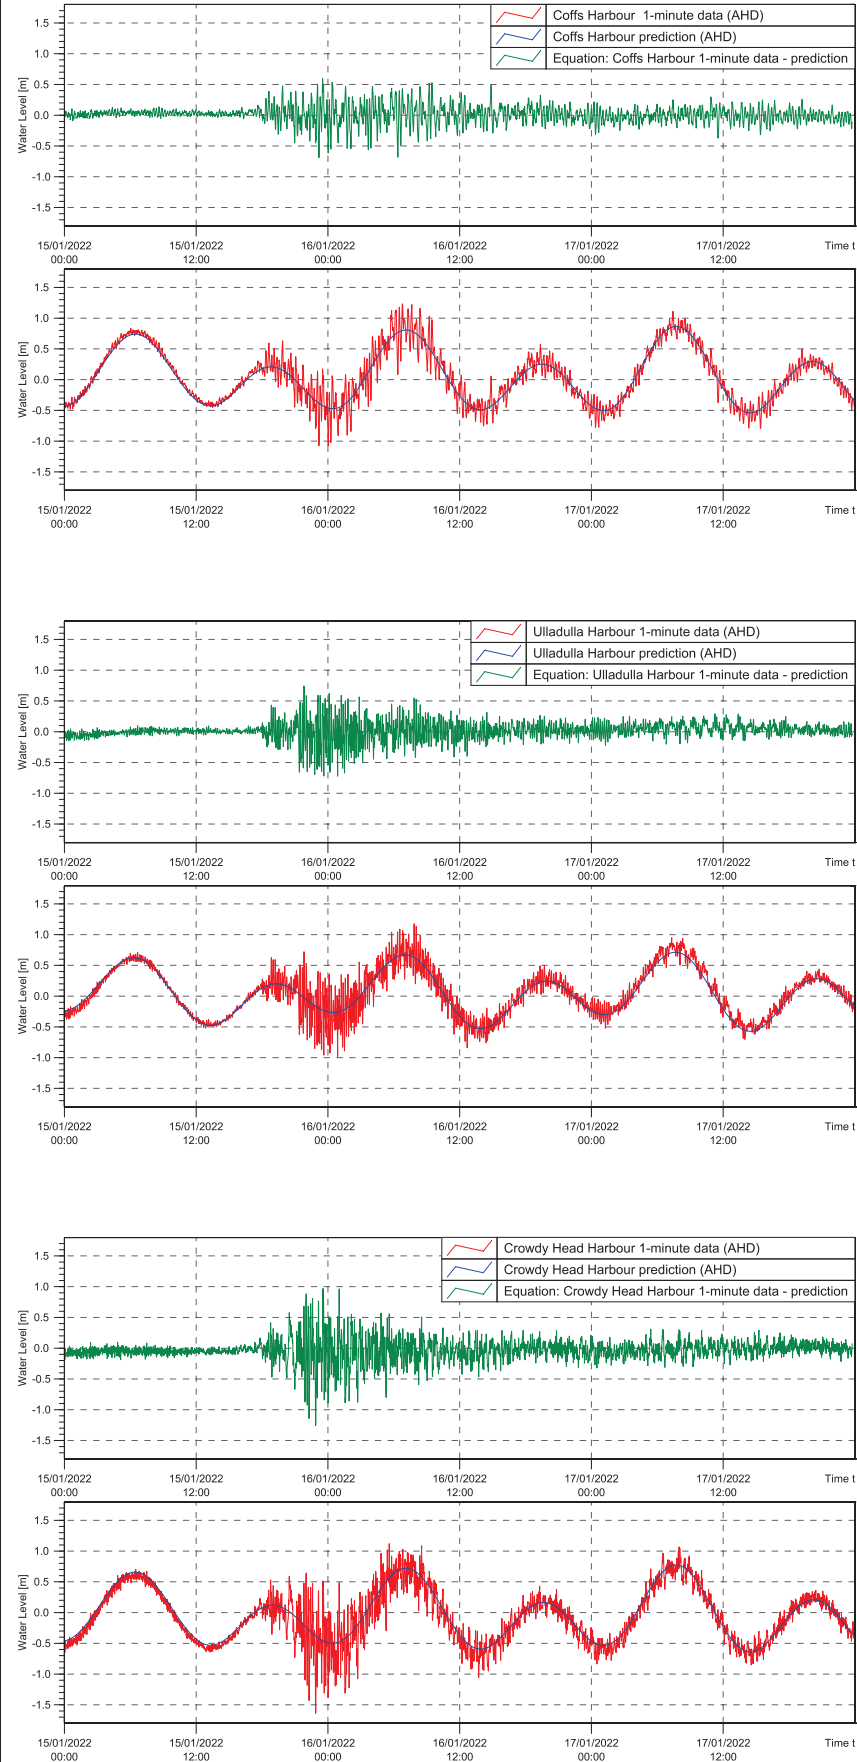 Coffs Harbour  1-minute data (AHD)
Coffs Harbour prediction (AHD)
Equation: Coffs Harbour 1-minute data - prediction
Water Level [m]
1.5
1.0
0.5
0.0
-0.5
-1.0
-1.5
15/01/2022 15/01/2022 16/01/2022 16/01/2022 17/01/2022 17/01/2022 Time t
00:00 12:00 00:00 12:00 00:00 12:00
Water Level [m]
1.5
1.0
0.5
0.0
-0.5
-1.0
-1.5
15/01/2022 15/01/2022 16/01/2022 16/01/2022 17/01/2022 17/01/2022 Time t
00:00 12:00 00:00 12:00 00:00 12:00
Ulladulla Harbour 1-minute data (AHD)
Ulladulla Harbour prediction (AHD)
Equation: Ulladulla Harbour 1-minute data - prediction
Water Level [m]
1.5
1.0
0.5
0.0
-0.5
-1.0
-1.5
15/01/2022 15/01/2022 16/01/2022 16/01/2022 17/01/2022 17/01/2022 Time t
00:00 12:00 00:00 12:00 00:00 12:00
Water Level [m]
1.5
1.0
0.5
0.0
-0.5
-1.0
-1.5
15/01/2022 15/01/2022 16/01/2022 16/01/2022 17/01/2022 17/01/2022 Time t
00:00 12:00 00:00 12:00 00:00 12:00
Crowdy Head Harbour 1-minute data (AHD)
Crowdy Head Harbour prediction (AHD)
Equation: Crowdy Head Harbour 1-minute data - prediction
Water Level [m]
1.5
1.0
0.5
0.0
-0.5
-1.0
-1.5
15/01/2022 15/01/2022 16/01/2022 16/01/2022 17/01/2022 17/01/2022 Time t
00:00 12:00 00:00 12:00 00:00 12:00
Water Level [m]
1.5
1.0
0.5
0.0
-0.5
-1.0
-1.5
15/01/2022 15/01/2022 16/01/2022 16/01/2022 17/01/2022 17/01/2022 Time t
00:00 12:00 00:00 12:00 00:00 12:00